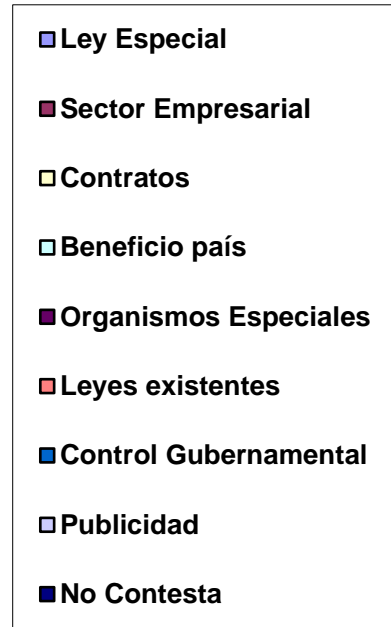 Ley Especial
Sector Empresarial
Contratos
Beneficio país
Organismos Especiales
Leyes existentes
Control Gubernamental
Publicidad
No Contesta